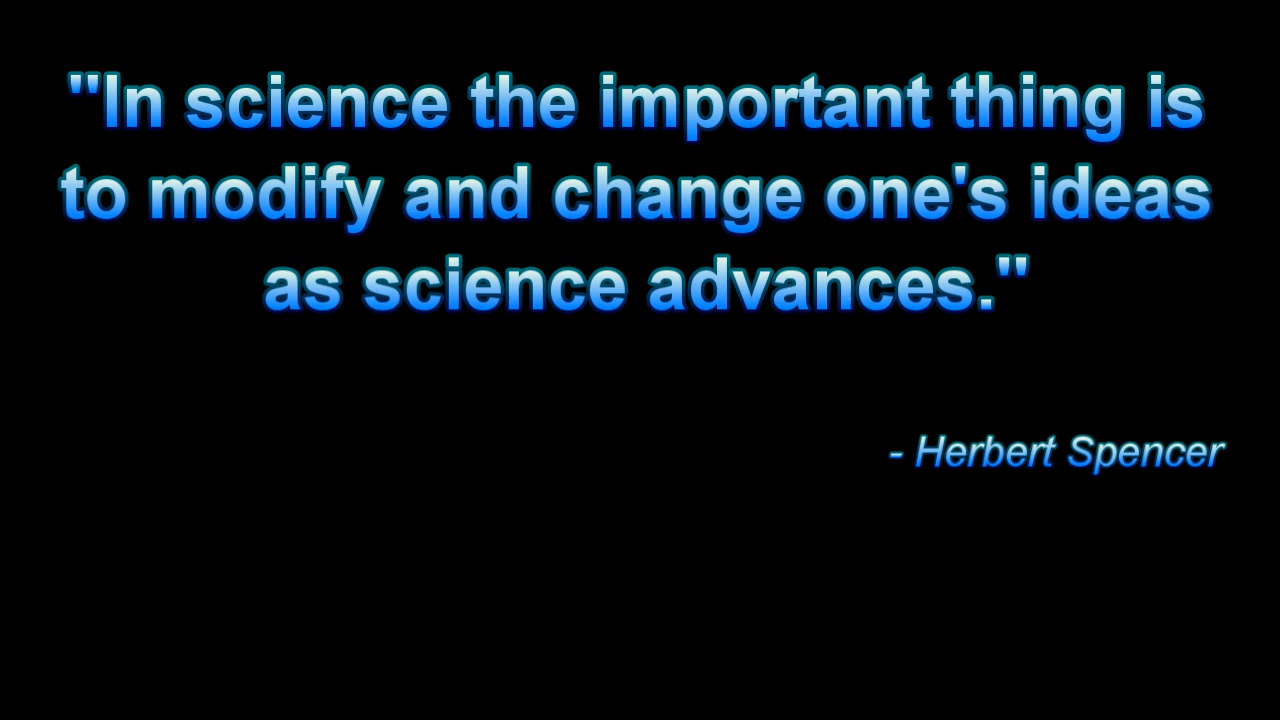 "In science the important thing is
to modify and change one's ideas
as science advances."
- Herbert Spencer